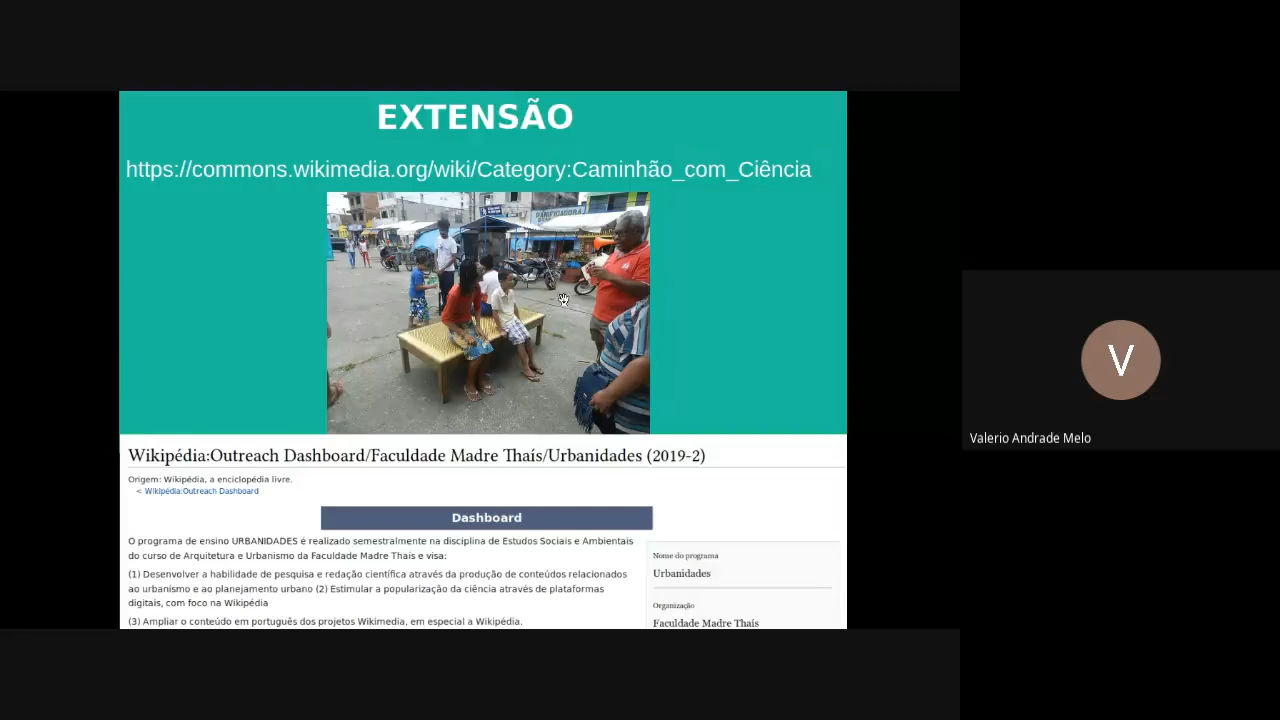 EXTENSÃO
https://commons.wikimedia.org/wiki/Category:Caminhão_com_Ciência
PANIFICADORA
Wikipédia:Outreach Dashboard/Faculdade Madre Thaís/Urbanidades (2019-2)
Origem: Wikipédia, a enciclopédia livre.
< Wikipédia:Outreach Dashboard
Dashboard
O programa de ensino URBANIDADES é realizado semestralmente na disciplina de Estudos Sociais e Ambientais
do curso de Arquitetura e Urbanismo da Faculdade Madre Thais e visa:
(1) Desenvolver a habilidade de pesquisa e redação científica através da produção de conteúdos relacionados
ao urbanismo e ao planejamento urbano (2) Estimular a popularização da ciência através de plataformas
digitais, com foco na Wikipédia
(3) Ampliar o conteúdo em português dos projetos Wikimedia, em especial a Wikipédia.
Nome do programa
Urbanidades
Organização
Faculdade Madre Thaís
V
Valerio Andrade Melo